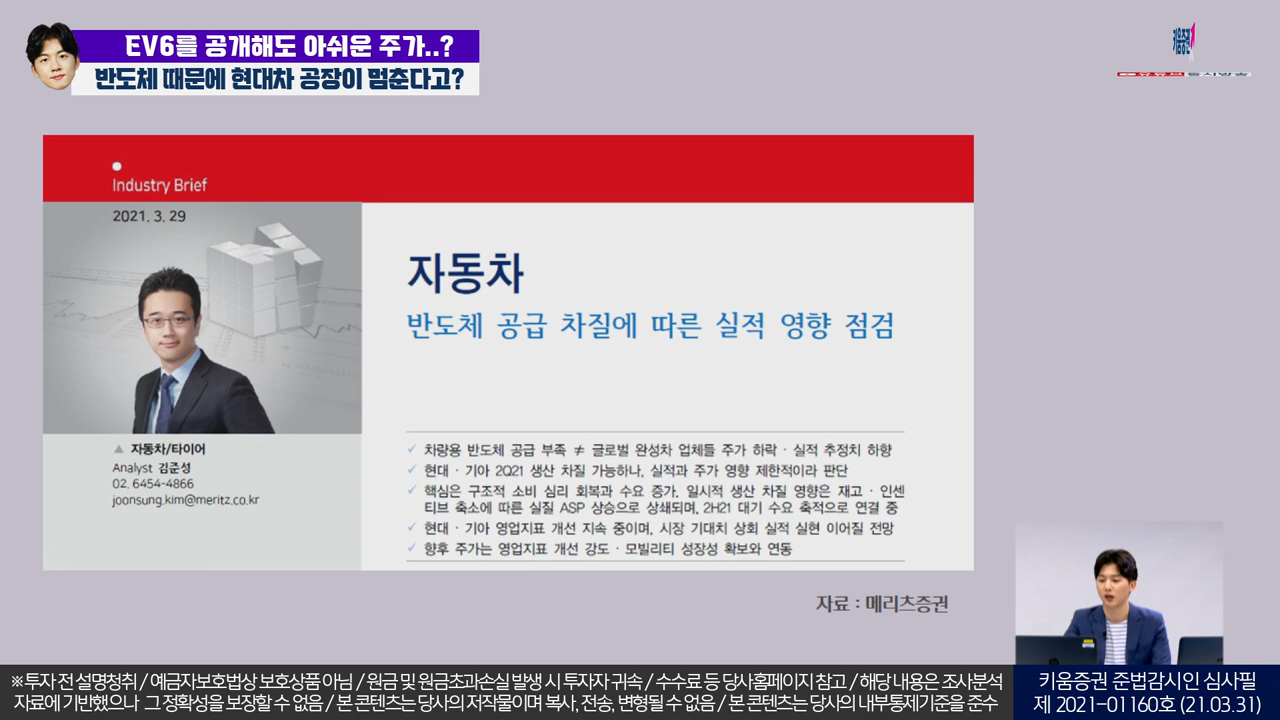 EV6를 공개해도 아쉬운 주가..?
반도체 때문에 현대차 공장이 멈춘다고?
키움증권
Industry Brief
2021. 3. 29
자동차
반도체 공급 차질에 따른 실적 영향 점검
▲ 자동차/타이어
Analyst 김준성
02. 6454-4866
joonsung.kim@meritz.co.kr
✓ 차량용 반도체 공급 부족 ≠ 글로벌 완성차 업체들 주가 하락 · 실적 추정치 하향
✓ 현대 · 기아 2Q21 생산 차질 가능하나, 실적과 주가 영향 제한적이라 판단
✓ 핵심은 구조적 소비 심리 회복과 수요 증가, 일시적 생산 차질 영향은 재고 · 인센
티브 축소에 따른 실질 ASP 상승으로 상쇄되며, 2H21 대기 수요 축적으로 연결 중
✓ 현대 · 기아 영업지표 개선 지속 중이며, 시장 기대치 상회 실적 실현 이어질 전망
✓ 향후 주가는 영업지표 개선 강도 · 모빌리티 성장성 확보와 연동
자료 : 메리츠증권
※투자 전 설명청취 / 예금자보호법상 보호상품 아님 / 원금 및 원금초과손실 발생 시 투자자 귀속 / 수수료 등 당사홈페이지 참고 / 해당 내용은 조사분석
자료에 기반했으나 그 정확성을 보장할 수 없음 / 본 콘텐츠는 당사의 저작물이며 복사, 전송, 변형될 수 없음 / 본 콘텐츠는 당사의 내부통제기준을 준수
키움증권 준법감시인 심사필
제 2021-01160호 (21.03.31)